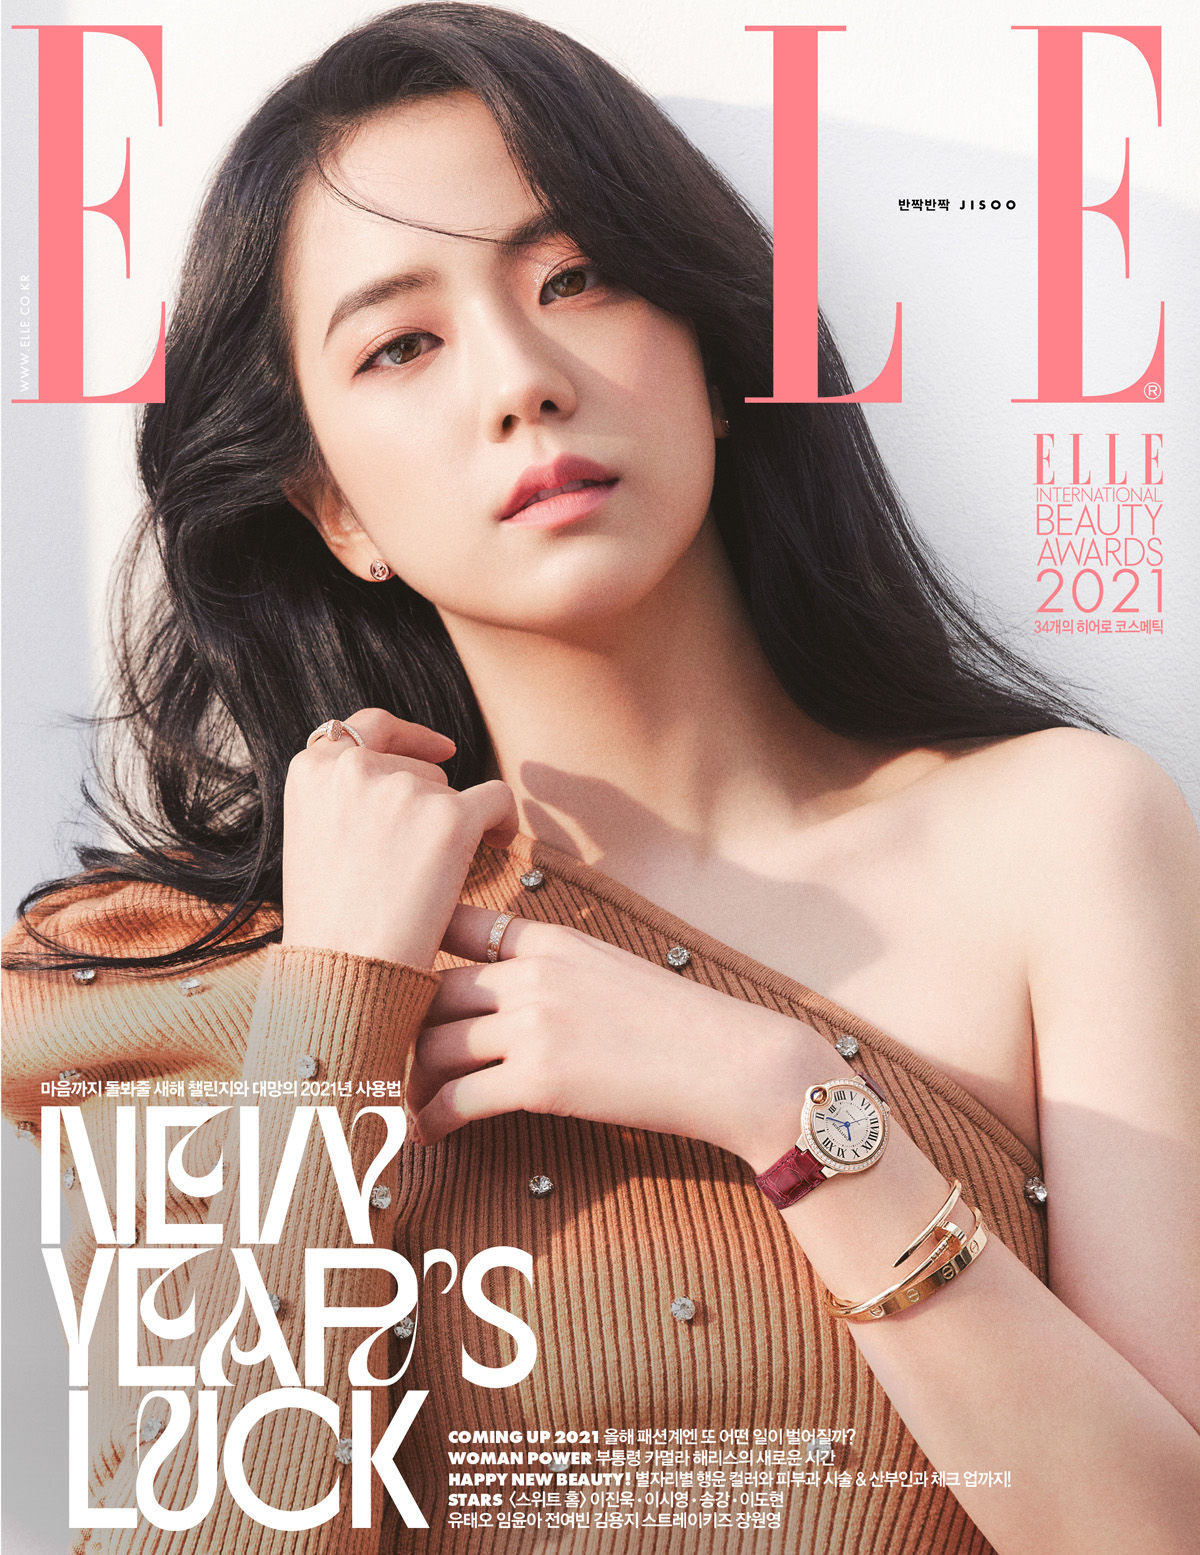 ELLE
®
반짝반짝 JISOO
WWW.ELLE.CO.KR
ELLE
INTERNATIONAL
BEAUTY
AWARDS
2021
34개의 히어로 코스메틱
마음까지 돌봐줄 새해 챌린지와 대망의 2021년 사용법
NEW
YEAR'S
LUCK
COMING UP 2021 올해 패션계엔 또 어떤 일이 벌어질까?
WOMAN POWER 부통령 카멀라 해리스의 새로운 시간
HAPPY NEW BEAUTY! 별자리별 행운 컬러와 피부과 시술 & 산부인과 체크 업까지!
STARS 〈스위트 홈〉 이진욱·이시영·송강·이도현
유태오 임윤아 전여빈 김용지 스트레이키즈 장원영